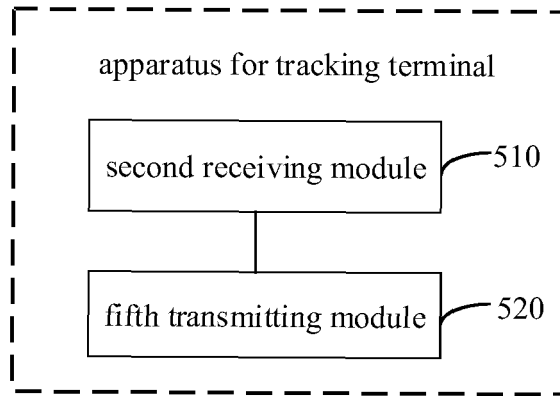 apparatus for tracking terminal
second receiving module
510
fifth transmitting module
520